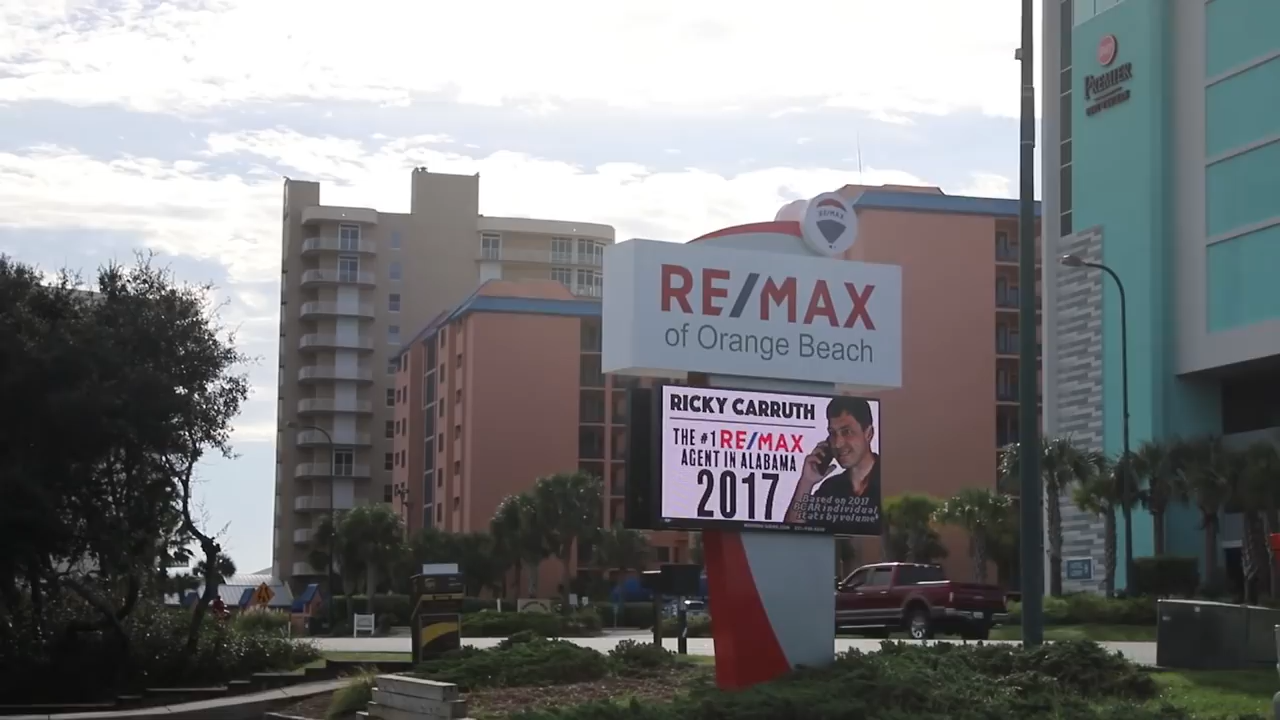 PREMIER
RE/MAX
RE/MAX
of Orange Beach
RICKY CARRUTH
THE #1 RE/MAX
AGENT IN ALABAMA
2017
Based on 2017
BCAR individual
stats by volume*